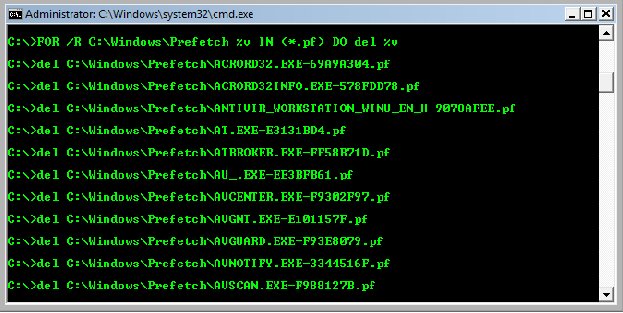 Administrator: C:\Windows\system32\cmd.exe
C:\>FOR /R C:\Windows\Prefetch %v IN (*.pf) DO del %v
C:\>del C:\Windows\Prefetch\ACRORD32.EXE-69A9A304.pf
C:\>del C:\Windows\Prefetch\ACRORD32INFO.EXE-578FDD78.pf
C:\>del C:\Windows\Prefetch\ANTIVIR_WORKSTATION_WINU_EN_H 9070AFEE.pf
C:\>del C:\Windows\Prefetch\AT.EXE-E3131BD4.pf
C:\>del C:\Windows\Prefetch\ATBROKER.EXE-FF58B71D.pf
C:\>del C:\Windows\Prefetch\AU_.EXE-EE3BFB61.pf
C:\>del C:\Windows\Prefetch\AVCENTER.EXE-F9302F97.pf
C:\>del C:\Windows\Prefetch\AVGNT.EXE-E101157F.pf
C:\>del C:\Windows\Prefetch\AVGUARD.EXE-F93E8079.pf
C:\>del C:\Windows\Prefetch\AVNOTIFY.EXE-3344516F.pf
C:\>del C:\Windows\Prefetch\AVSCAN.EXE-F988127B.pf